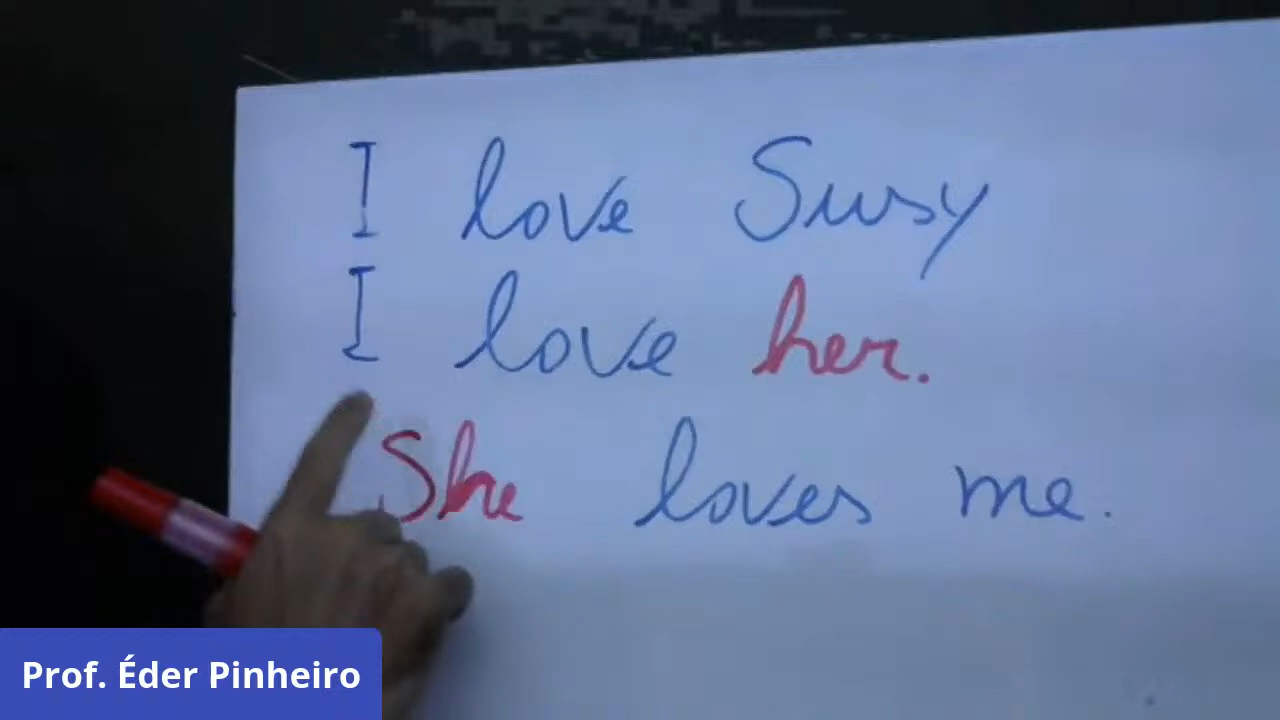 I love Susy
I love her.
She loves me.
Prof. Éder Pinheiro